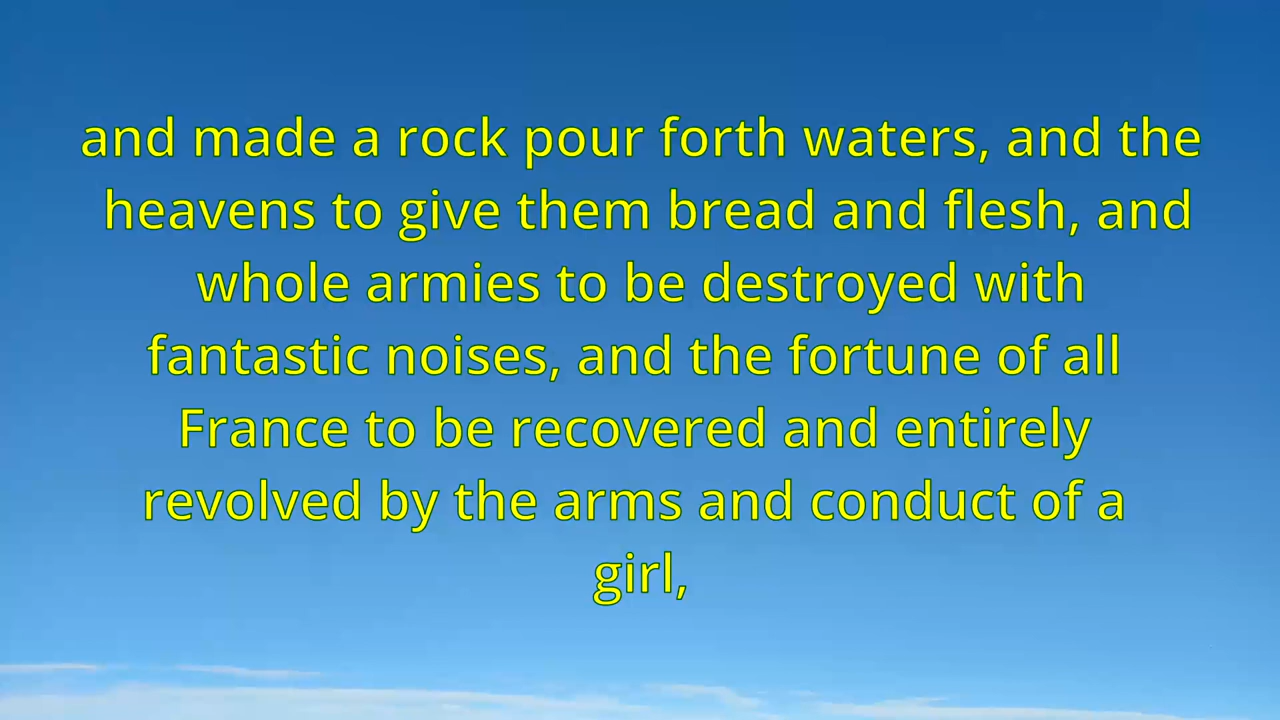 and made a rock pour forth waters, and the
heavens to give them bread and flesh, and
whole armies to be destroyed with
fantastic noises, and the fortune of all
France to be recovered and entirely
revolved by the arms and conduct of a
girl,